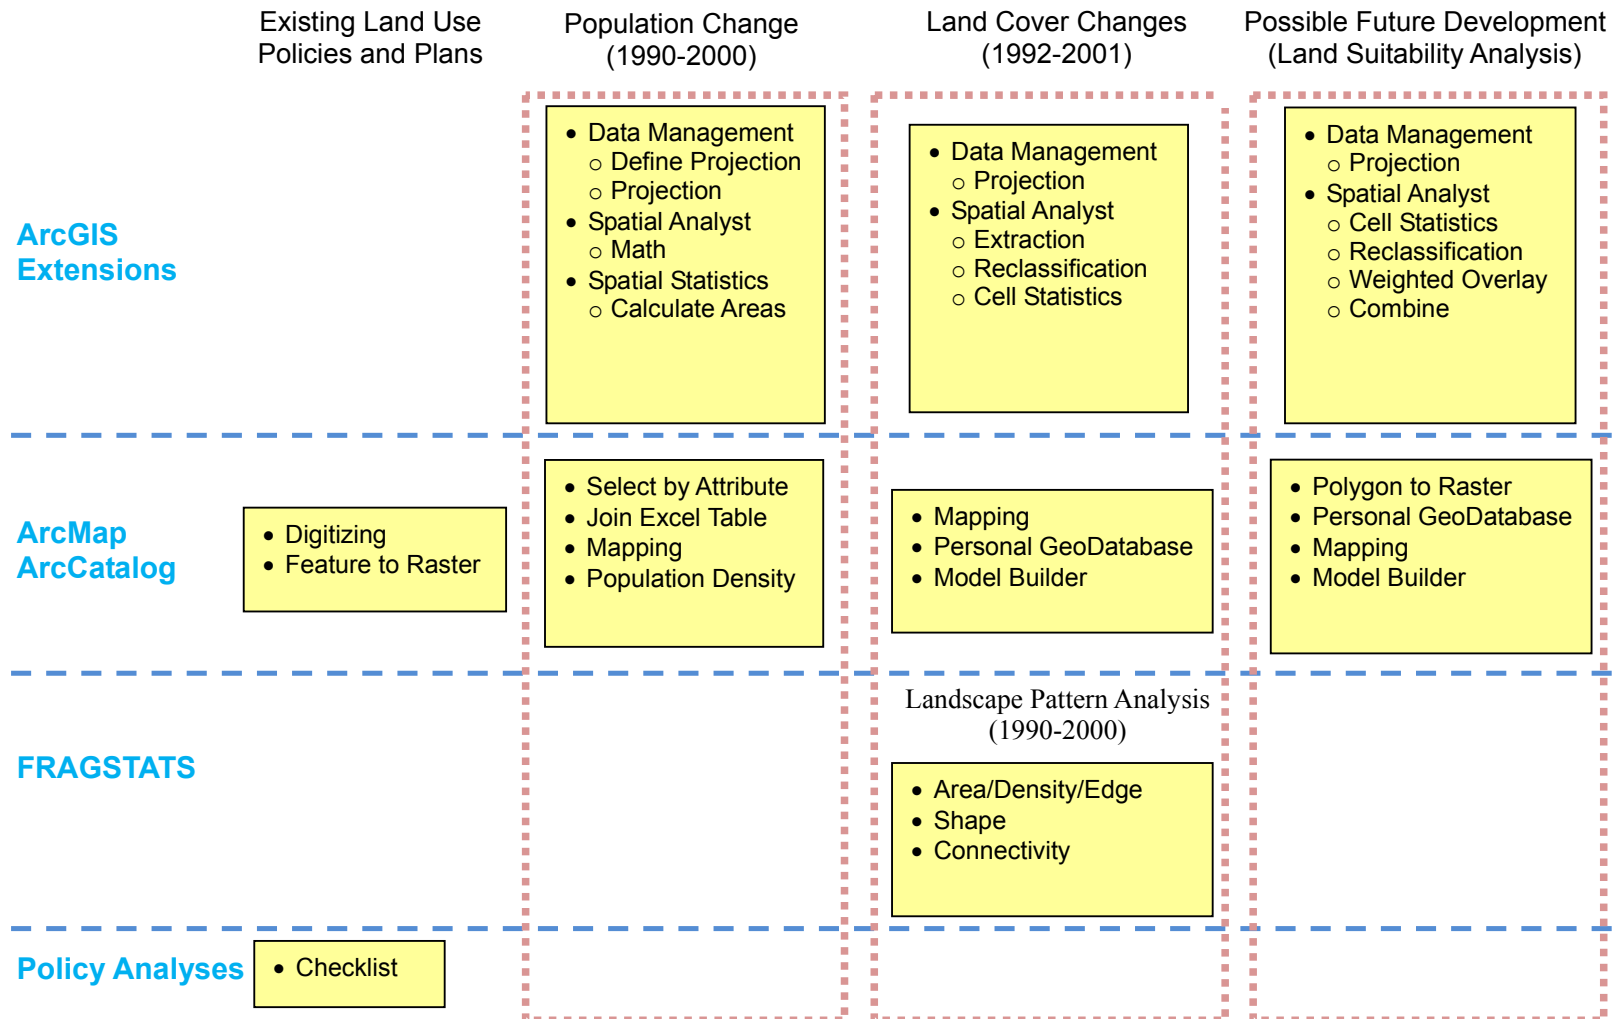 Existing Land Use
Policies and Plans
Population Change
(1990-2000)
Land Cover Changes
(1992-2001)
Possible Future Development
(Land Suitability Analysis)
ArcGIS
Extensions
• Data Management
o Define Projection
o Projection
• Spatial Analyst
o Math
• Spatial Statistics
o Calculate Areas
• Data Management
o Projection
• Spatial Analyst
o Extraction
o Reclassification
o Cell Statistics
• Data Management
o Projection
• Spatial Analyst
o Cell Statistics
o Reclassification
o Weighted Overlay
o Combine
ArcMap
ArcCatalog
• Digitizing
• Feature to Raster
• Select by Attribute
• Join Excel Table
• Mapping
• Population Density
• Mapping
• Personal GeoDatabase
• Model Builder
• Polygon to Raster
• Personal GeoDatabase
• Mapping
• Model Builder
FRAGSTATS
Landscape Pattern Analysis
(1990-2000)
• Area/Density/Edge
• Shape
• Connectivity
Policy Analyses
• Checklist